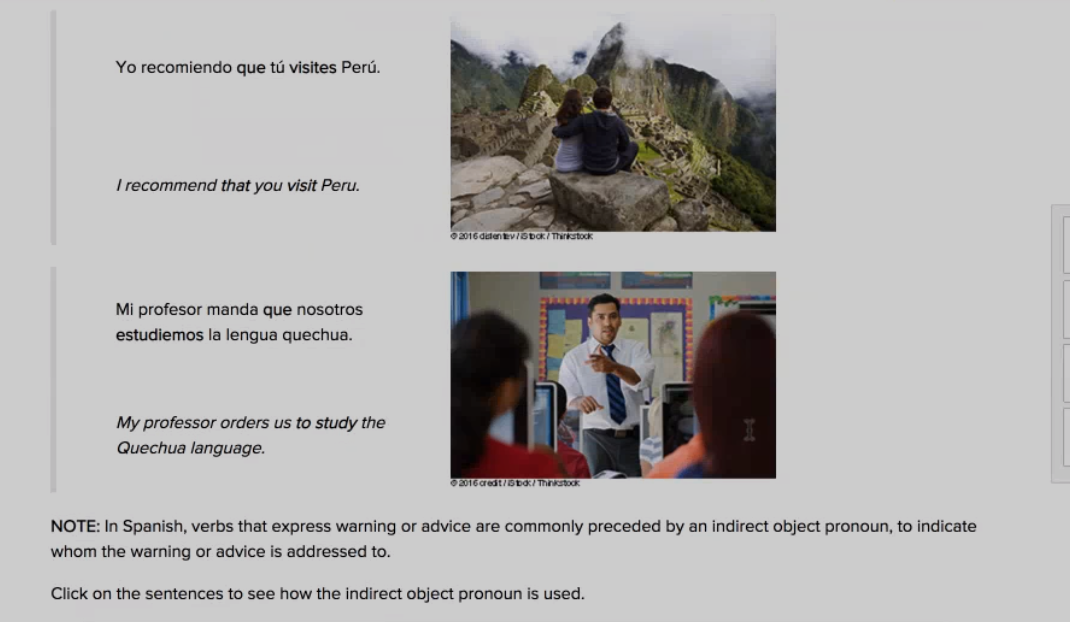 Yo recomiendo que tú visites Perú.
I recommend that you visit Peru.
© 2016 / iStock / Thinkstock
Mi profesor manda que nosotros
estudiemos la lengua quechua.
My professor orders us to study the
Quechua language.
© 2016 credit / iStock / Thinkstock
NOTE: In Spanish, verbs that express warning or advice are commonly preceded by an indirect object pronoun, to indicate
whom the warning or advice is addressed to.
Click on the sentences to see how the indirect object pronoun is used.